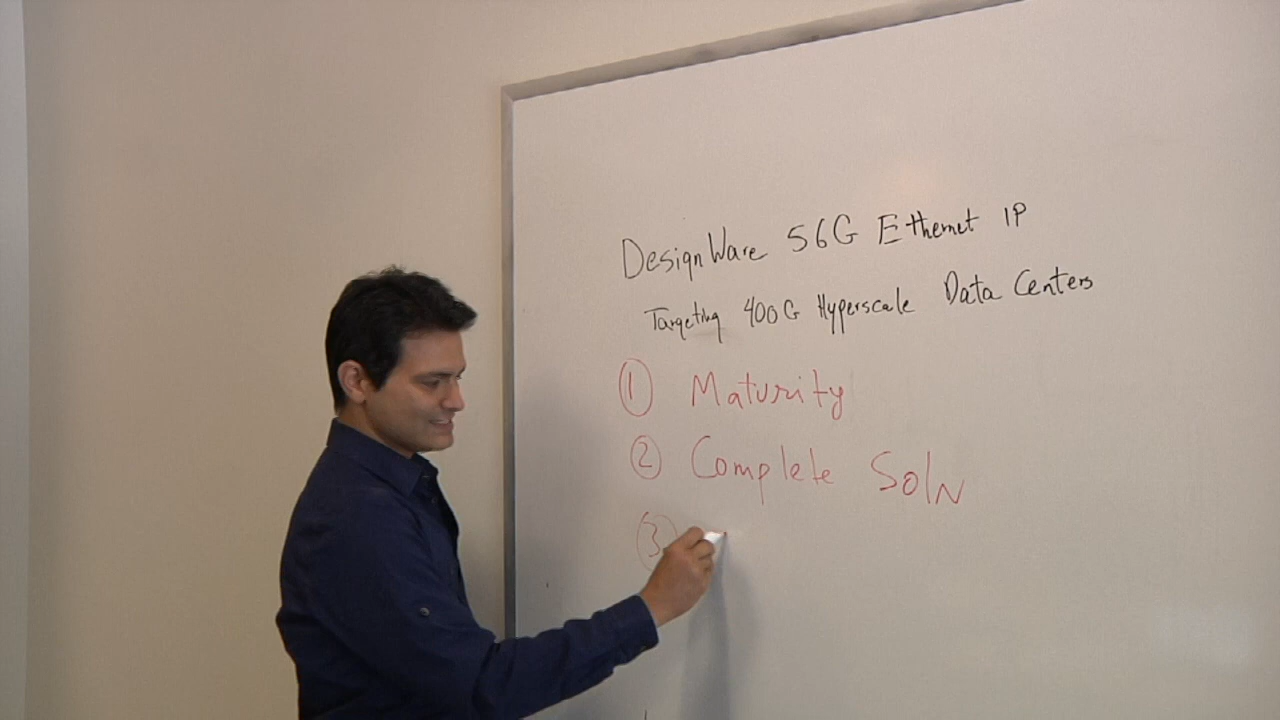 DesignWare 56G Ethernet IP
Targeting 400G Hyperscale Data Centers
1 Maturity
2 Complete Soln
3